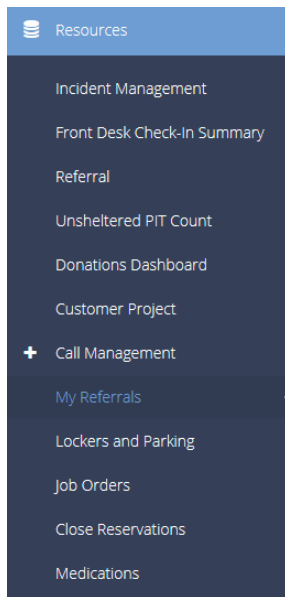 Resources
Incident Management
Front Desk Check-In Summary
Referral
Unsheltered PIT Count
Donations Dashboard
Customer Project
Call Management
My Referrals
Lockers and Parking
Job Orders
Close Reservations
Medications